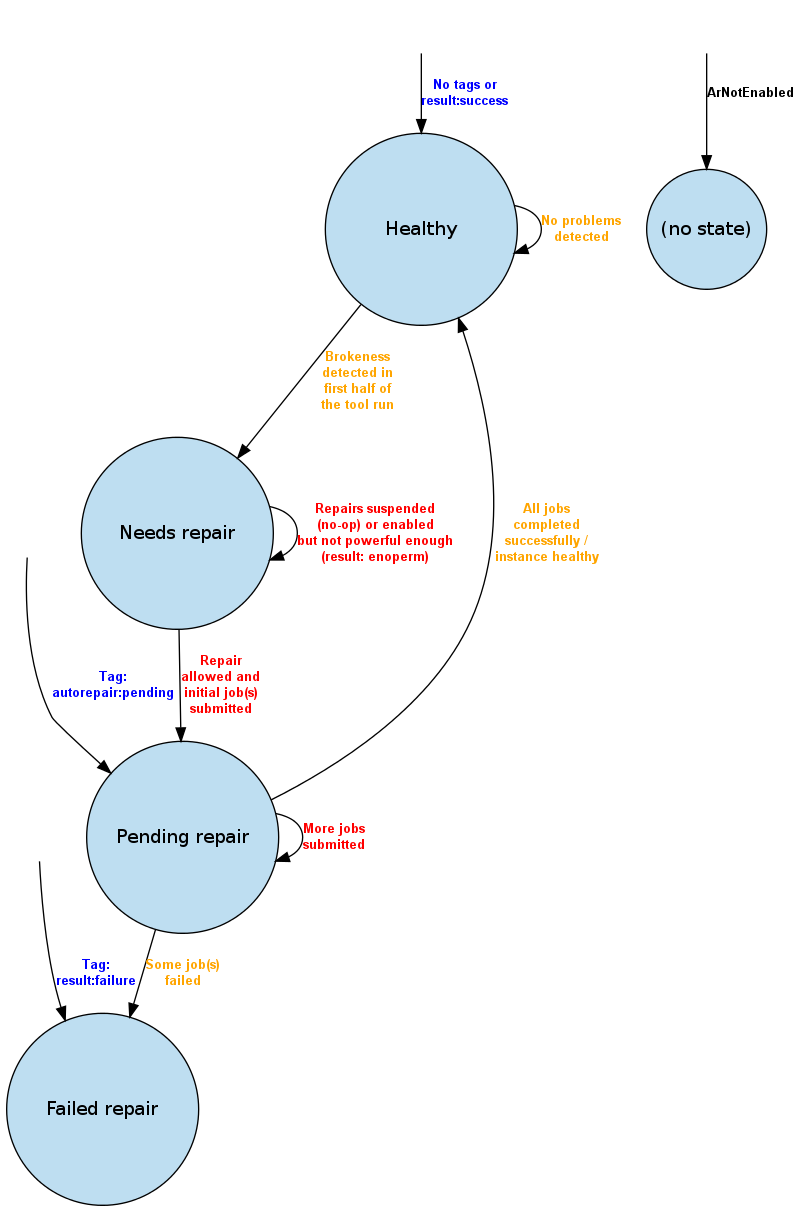 No tags or
result:success
ArNotEnabled
Healthy
No problems
detected
(no state)
Brokeness
detected in
first half of
the tool run
Needs repair
Repairs suspended
(no-op) or enabled
but not powerful enough
(result: enoperm)
All jobs
completed
successfully /
instance healthy
Tag:
autorepair:pending
Repair
allowed and
initial job(s)
submitted
Pending repair
More jobs
submitted
Tag:
result:failure
Some job(s)
failed
Failed repair